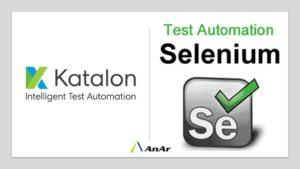 Katalon
Intelligent Test Automation
Test Automation
Selenium
Se
AnAr